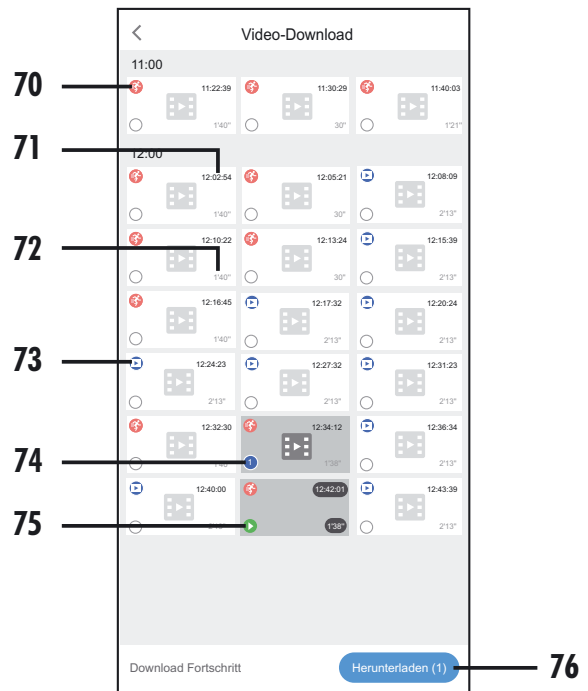 Video-Download
11:00
70
11:22:39 11:30:29 11:40:03
1'40" 30" 1'21"
71
12:00
12:02:54 12:05:21 12:08:09
1'40" 30" 2'13"
72
12:10:22 12:13:24 12:15:39
1'40" 30" 2'13"
12:16:45 12:17:32 12:20:24
1'40" 2'13" 2'13"
73
12:24:23 12:27:32 12:31:23
2'13" 2'13" 2'13"
12:32:30 12:34:12 12:36:34
74
1'40" 1 1'38" 2'13"
12:40:00 12:42:01 12:43:39
75
2'13" 1'38" 2'13"
Download Fortschritt Herunterladen (1) 76